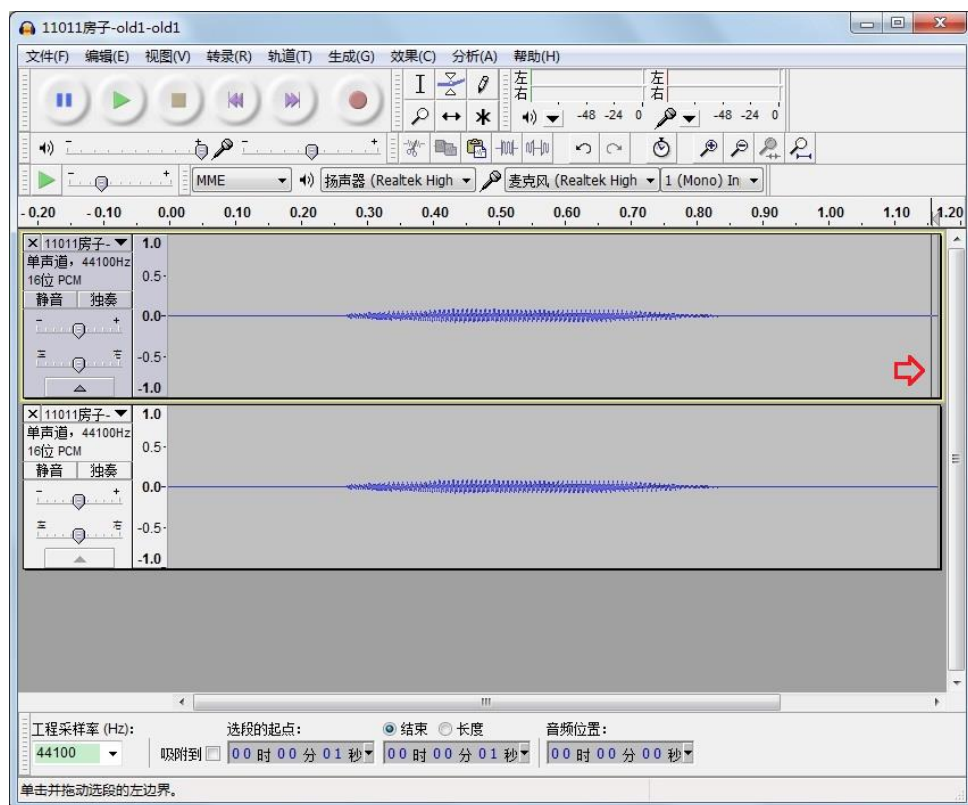 11011房子-old1-old1
文件(F) 编辑(E) 视图(V) 转录(R) 轨道(T) 生成(G) 效果(C) 分析(A) 帮助(H)
左 左
右 右
-48 -24 0 -48 -24 0
MME 扬声器 (Realtek High 麦克风 (Realtek High 1 (Mono) In
-0.20 -0.10 0.00 0.10 0.20 0.30 0.40 0.50 0.60 0.70 0.80 0.90 1.00 1.10 1.20
× 11011房子- 1.0
单声道，44100Hz
16位 PCM 0.5
静音 独奏
- + 0.0
左 右 -0.5
-1.0
× 11011房子- 1.0
单声道，44100Hz
16位 PCM 0.5
静音 独奏
- + 0.0
左 右 -0.5
-1.0
工程采样率 (Hz): 选段的起点: 结束 长度 音频位置:
44100 吸附到 00 时 00 分 01 秒 00 时 00 分 01 秒 00 时 00 分 00 秒
单击并拖动选段的左边界。